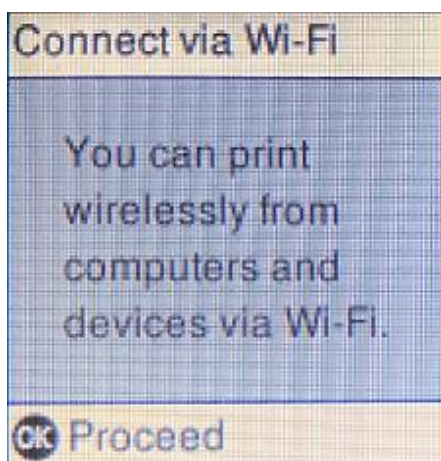 Connect via Wi-Fi
You can print
wirelessly from
computers and
devices via Wi-Fi.
OK Proceed